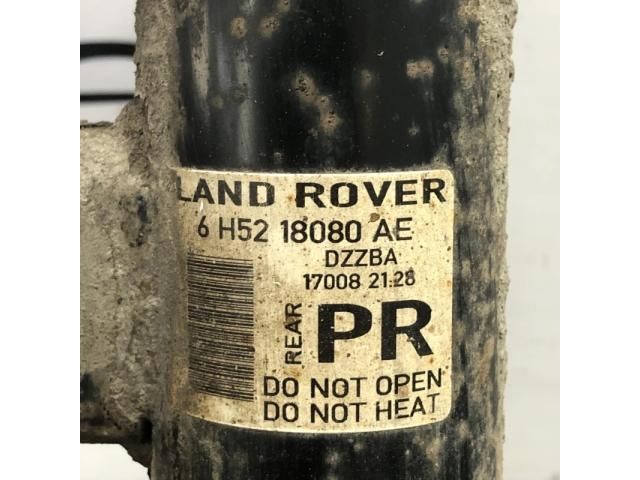 LAND ROVER
6 H52 18080 AE
DZZBA
17008 21:28
REAR
PR
DO NOT OPEN
DO NOT HEAT